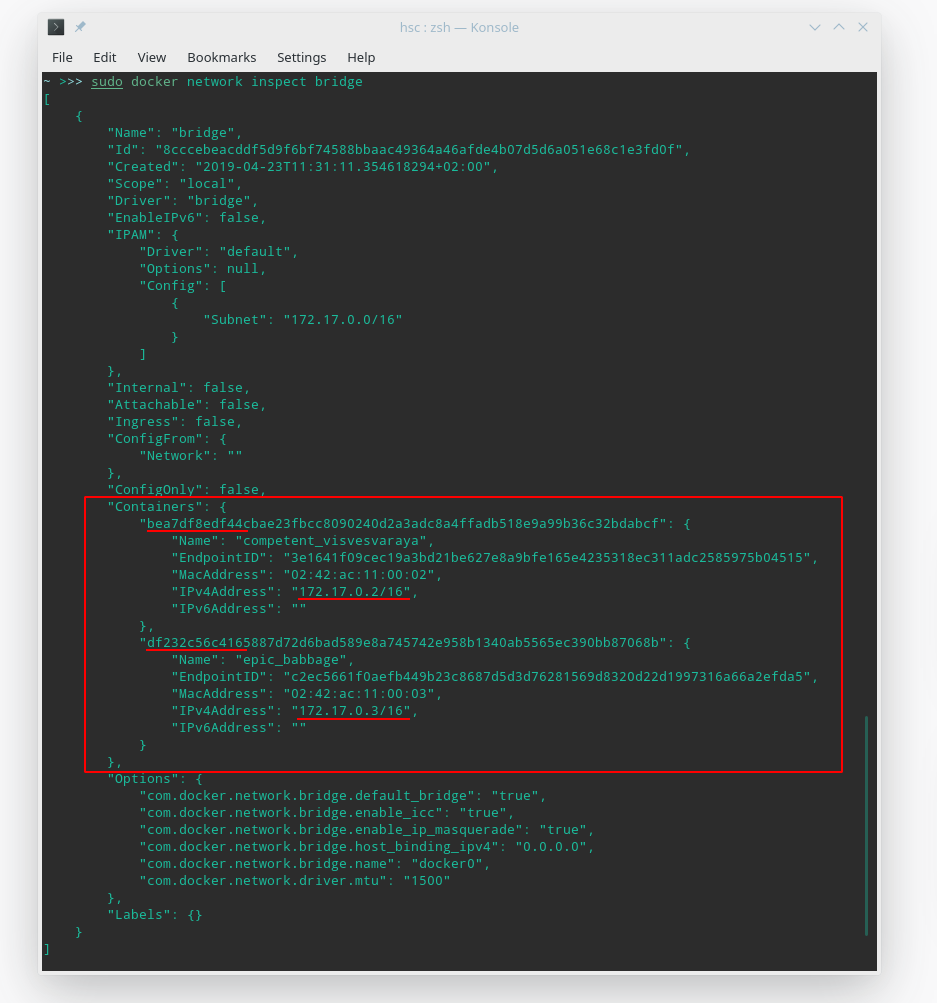 hsc : zsh — Konsole
File Edit View Bookmarks Settings Help
~ >>> sudo docker network inspect bridge
[
    {
        "Name": "bridge",
        "Id": "8cccebeacddf5d9f6bf74588bbaac49364a46afde4b07d5d6a051e68c1e3fd0f",
        "Created": "2019-04-23T11:31:11.354618294+02:00",
        "Scope": "local",
        "Driver": "bridge",
        "EnableIPv6": false,
        "IPAM": {
            "Driver": "default",
            "Options": null,
            "Config": [
                {
                    "Subnet": "172.17.0.0/16"
                }
            ]
        },
        "Internal": false,
        "Attachable": false,
        "Ingress": false,
        "ConfigFrom": {
            "Network": ""
        },
        "ConfigOnly": false,
        "Containers": {
            "bea7df8edf44cbae23fbcc8090240d2a3adc8a4ffadb518e9a99b36c32bdabcf": {
                "Name": "competent_visvesvaraya",
                "EndpointID": "3e1641f09cec19a3bd21be627e8a9bfe165e4235318ec311adc2585975b04515",
                "MacAddress": "02:42:ac:11:00:02",
                "IPv4Address": "172.17.0.2/16",
                "IPv6Address": ""
            },
            "df232c56c4165887d72d6bad589e8a745742e958b1340ab5565ec390bb87068b": {
                "Name": "epic_babbage",
                "EndpointID": "c2ec5661f0aefb449b23c8687d5d3d76281569d8320d22d1997316a66a2efda5",
                "MacAddress": "02:42:ac:11:00:03",
                "IPv4Address": "172.17.0.3/16",
                "IPv6Address": ""
            }
        },
        "Options": {
            "com.docker.network.bridge.default_bridge": "true",
            "com.docker.network.bridge.enable_icc": "true",
            "com.docker.network.bridge.enable_ip_masquerade": "true",
            "com.docker.network.bridge.host_binding_ipv4": "0.0.0.0",
            "com.docker.network.bridge.name": "docker0",
            "com.docker.network.driver.mtu": "1500"
        },
        "Labels": {}
    }
]